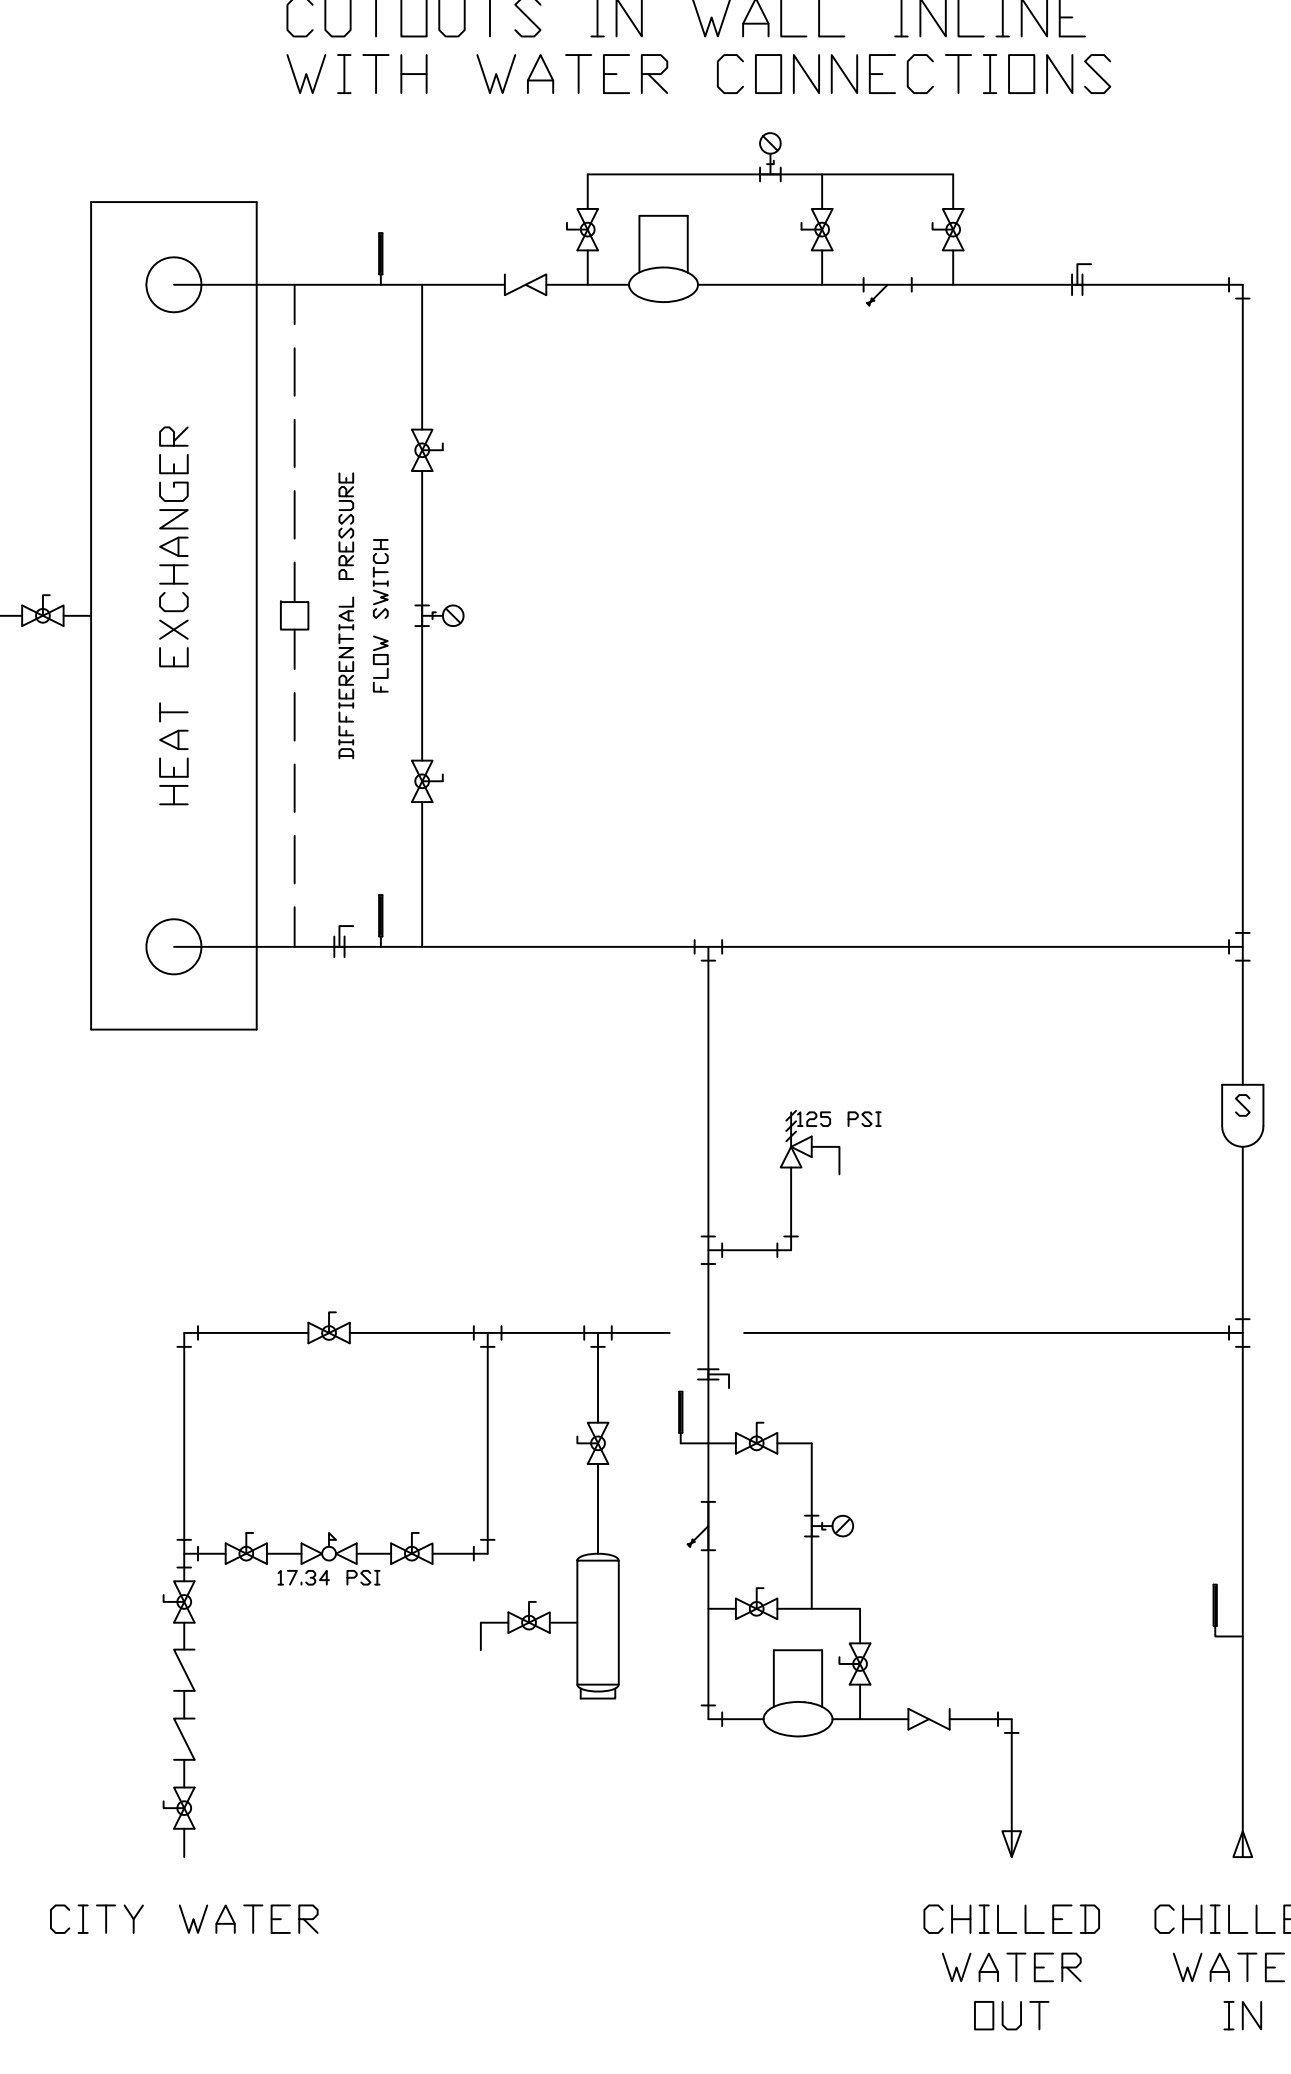 CUTOUTS IN WALL INLINE
WITH WATER CONNECTIONS
HEAT EXCHANGER
DIFFIERENTIAL PRESSURE
FLOW SWITCH
S
125 PSI
17.34 PSI
CITY WATER
CHILLED
WATER
OUT
CHILLE
WATE
IN